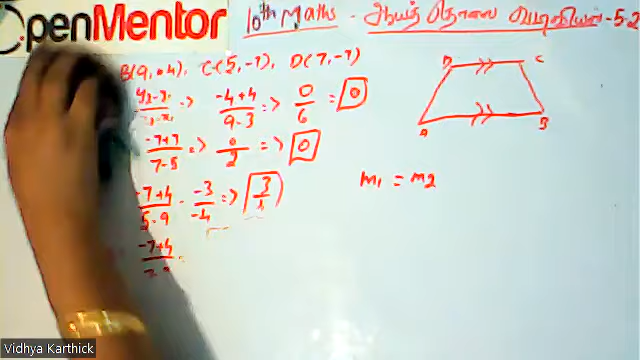 OpenMentor
10th Maths - ஆயத்தொலை வடிவியல் - 5.2
B(9, -4), C(5, -7), D(7, -7)
=> -4+4/9-3 => 0/6 = 0
-7+7/7-5 => 0/2 => 0
-7+4/5-9 = -3/-4 => 3/4
-7+4
D C
A B
m1 = m2
Vidhya Karthick